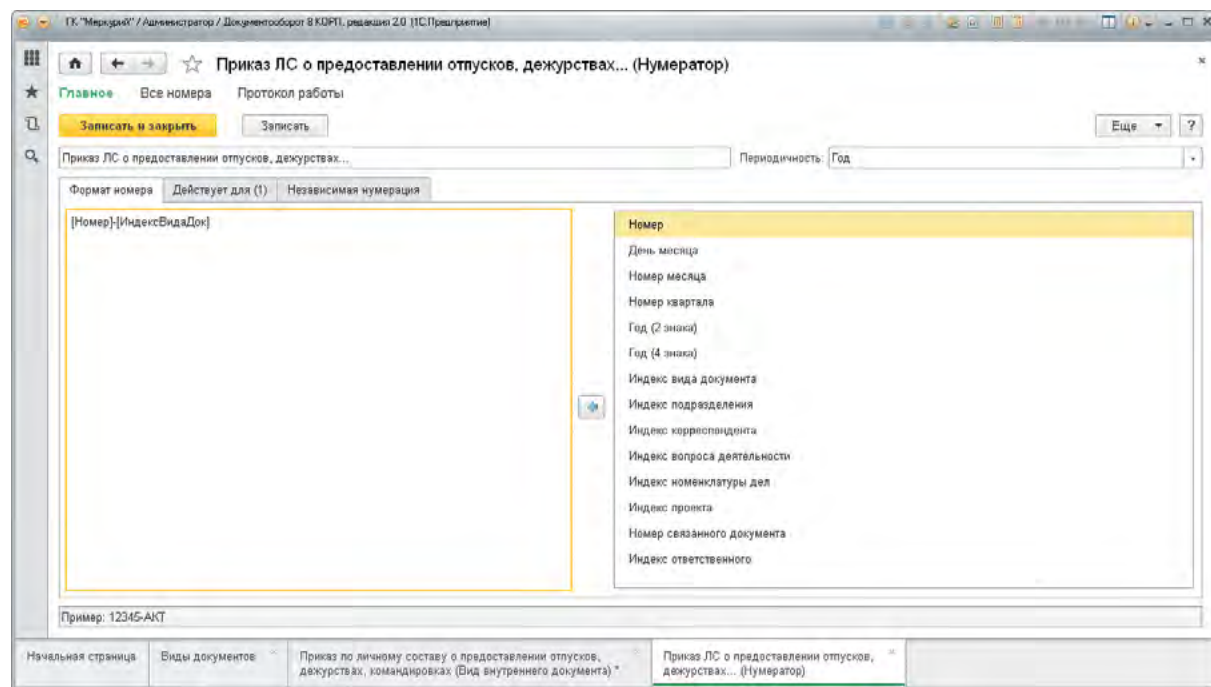 ГК "Меркурий" / Администратор / Документооборот 8 КОРП, редакция 2.0 (1С:Предприятие)
Приказ ЛС о предоставлении отпусков, дежурствах... (Нумератор)
Главное Все номера Протокол работы
Записать и закрыть Записать Еще ?
Приказ ЛС о предоставлении отпусков, дежурствах... Периодичность: Год
Формат номера Действует для (1) Независимая нумерация
[Номер]-[ИндексВидаДок]
Номер
День месяца
Номер месяца
Номер квартала
Год (2 знака)
Год (4 знака)
Индекс вида документа
Индекс подразделения
Индекс корреспондента
Индекс вопроса деятельности
Индекс номенклатуры дел
Индекс проекта
Номер связанного документа
Индекс ответственного
Пример: 12345-АКТ
Начальная страница Виды документов
Приказ по личному составу о предоставлении отпусков,
дежурствах, командировках (Вид внутреннего документа) *
Приказ ЛС о предоставлении отпусков,
дежурствах... (Нумератор)